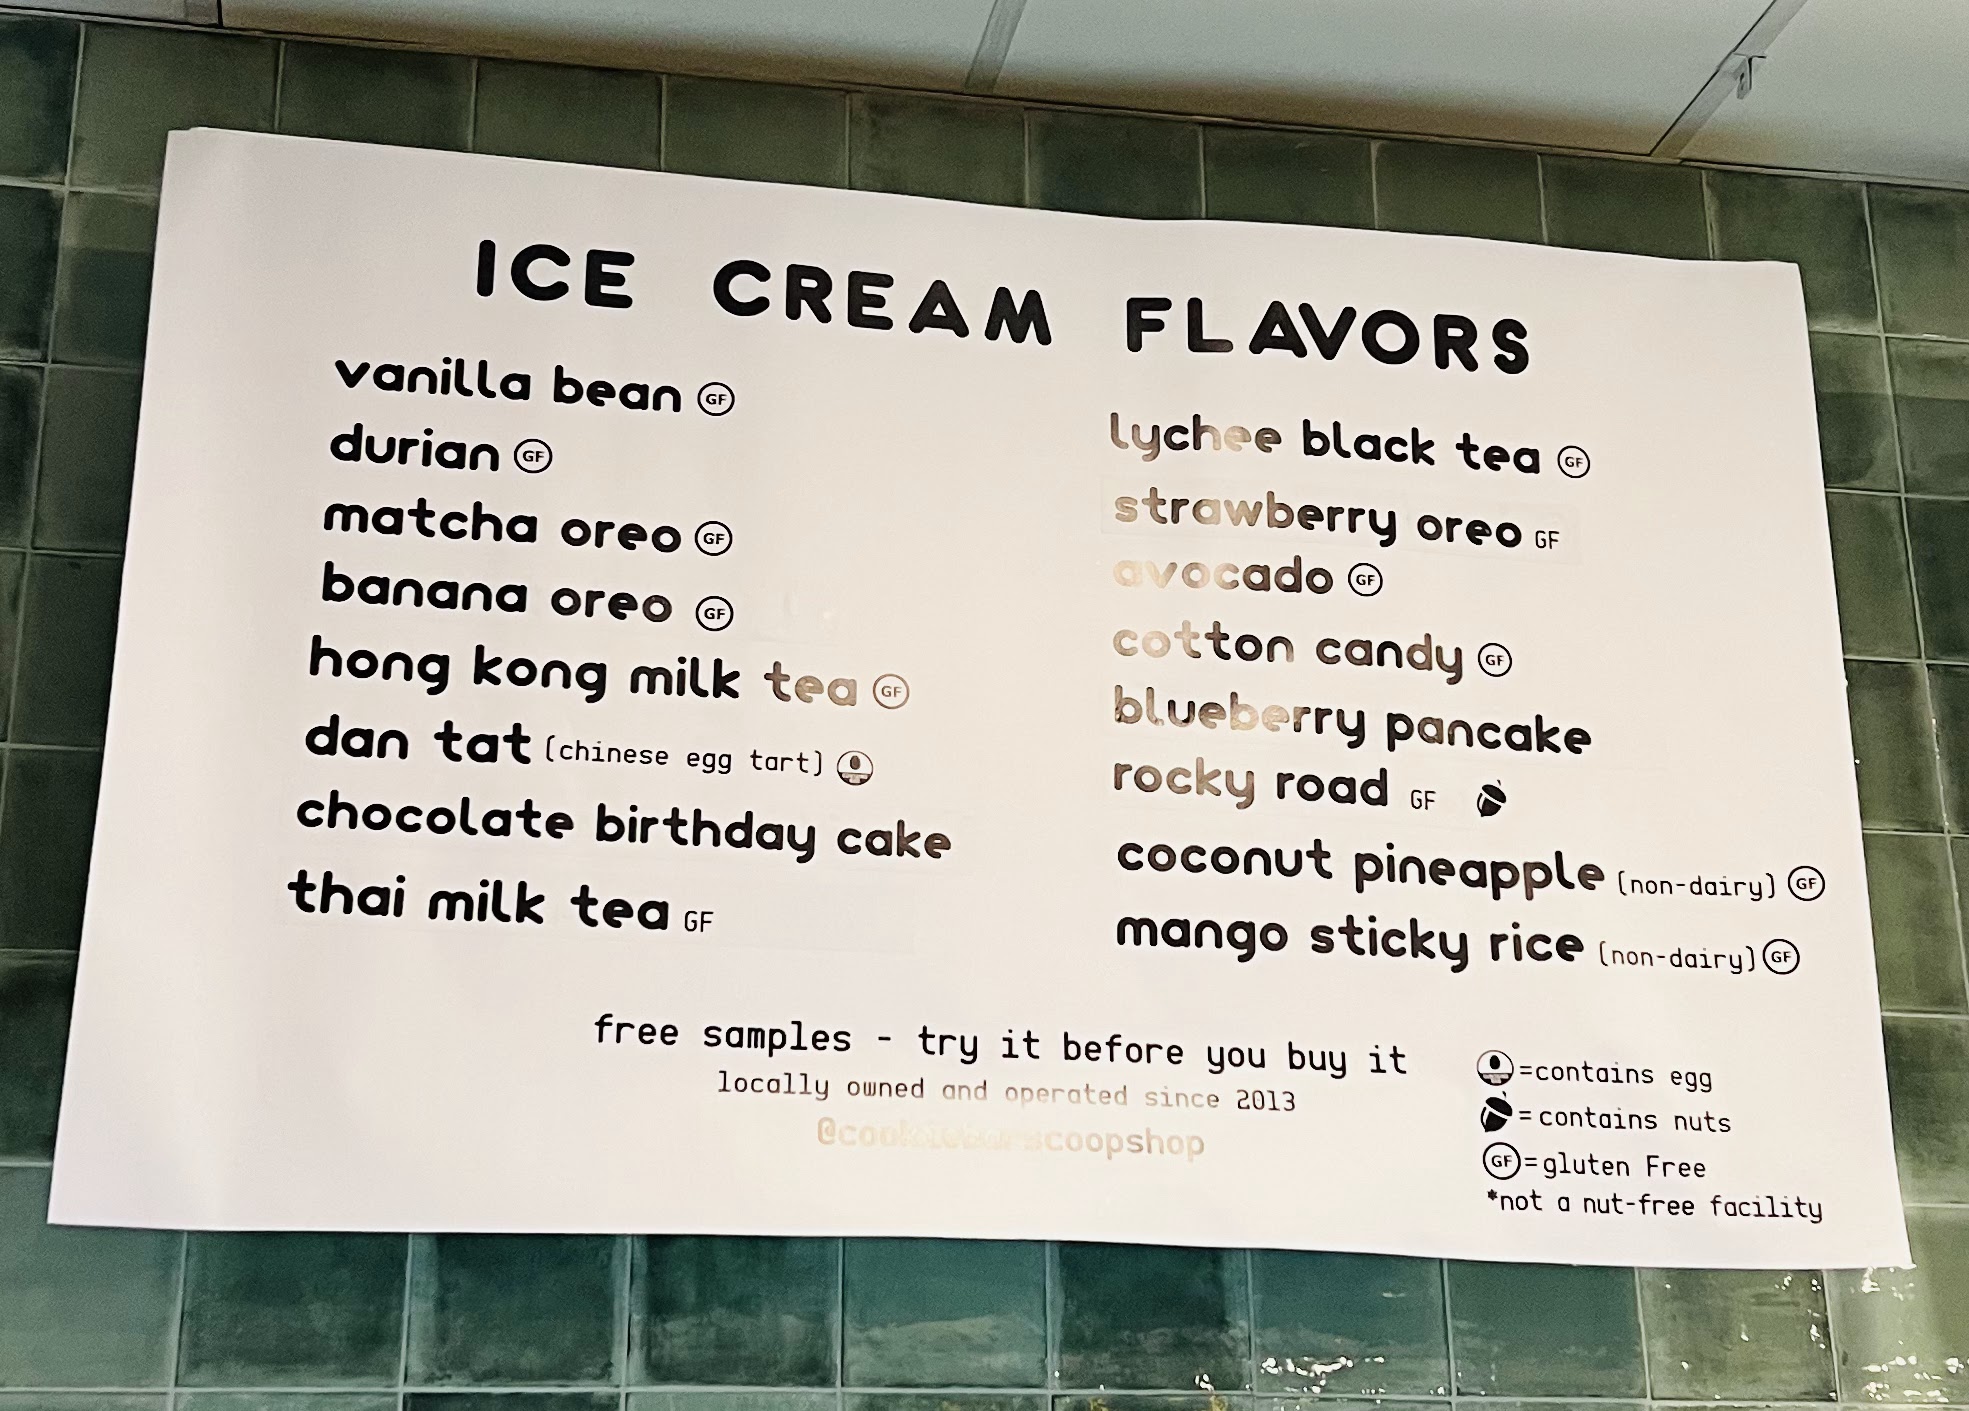 ICE CREAM FLAVORS
vanilla bean GF
durian GF
matcha oreo GF
banana oreo GF
hong kong milk tea GF
dan tat (chinese egg tart)
chocolate birthday cake
thai milk tea GF
lychee black tea GF
strawberry oreo GF
avocado GF
cotton candy GF
blueberry pancake
rocky road GF
coconut pineapple (non-dairy) GF
mango sticky rice (non-dairy) GF
free samples - try it before you buy it
locally owned and operated since 2013
=contains egg
=contains nuts
GF=gluten Free
*not a nut-free facility